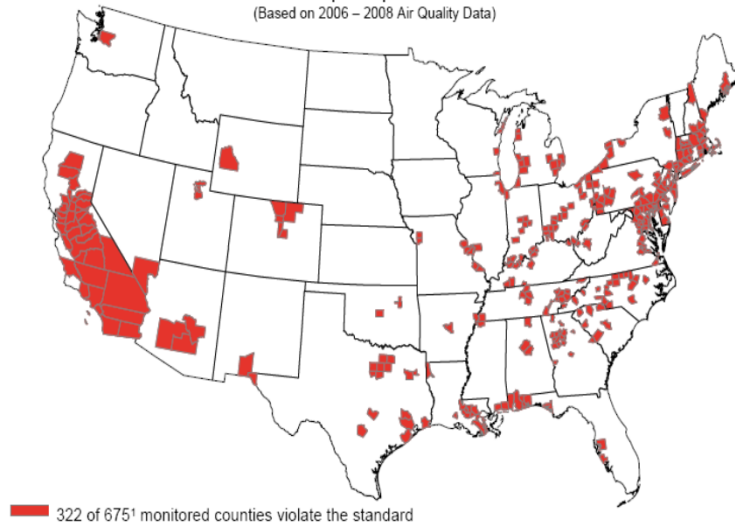 (Based on 2006 – 2008 Air Quality Data)
322 of 675¹ monitored counties violate the standard